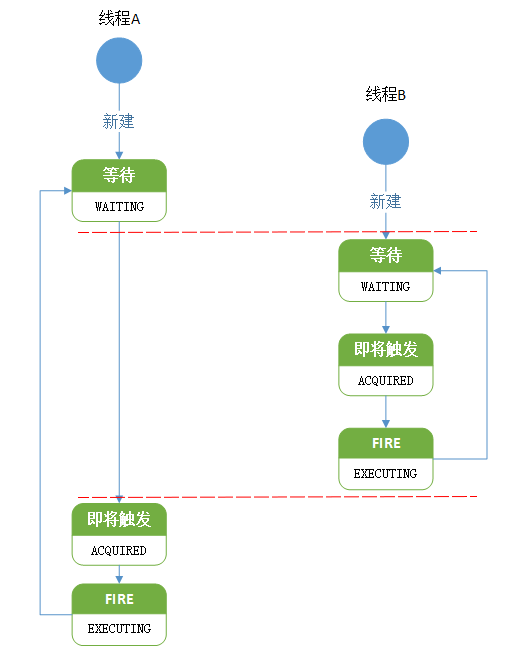 线程A
新建
等待
WAITING
线程B
新建
等待
WAITING
即将触发
ACQUIRED
FIRE
EXECUTING
即将触发
ACQUIRED
FIRE
EXECUTING